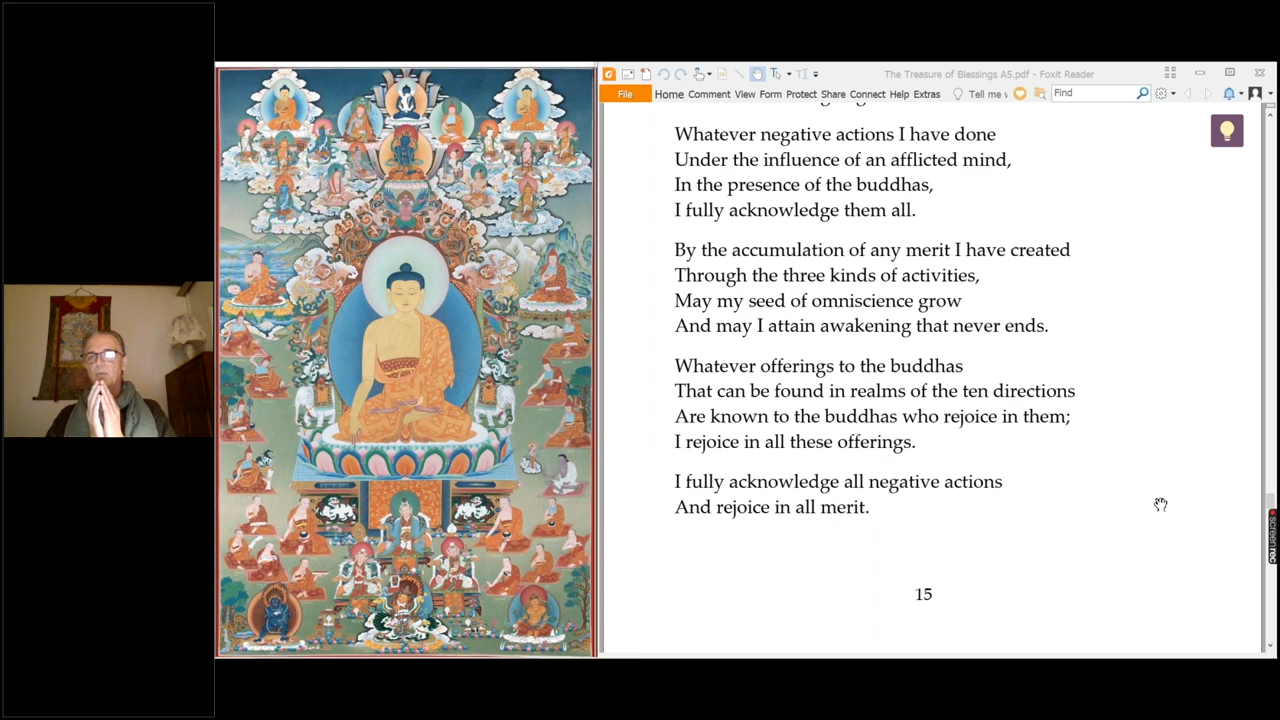 The Treasure of Blessings A5.pdf - Foxit Reader
File Home Comment View Form Protect Share Connect Help Extras Tell me Find
Whatever negative actions I have done
Under the influence of an afflicted mind,
In the presence of the buddhas,
I fully acknowledge them all.
By the accumulation of any merit I have created
Through the three kinds of activities,
May my seed of omniscience grow
And may I attain awakening that never ends.
Whatever offerings to the buddhas
That can be found in realms of the ten directions
Are known to the buddhas who rejoice in them;
I rejoice in all these offerings.
I fully acknowledge all negative actions
And rejoice in all merit.
15
screenrec